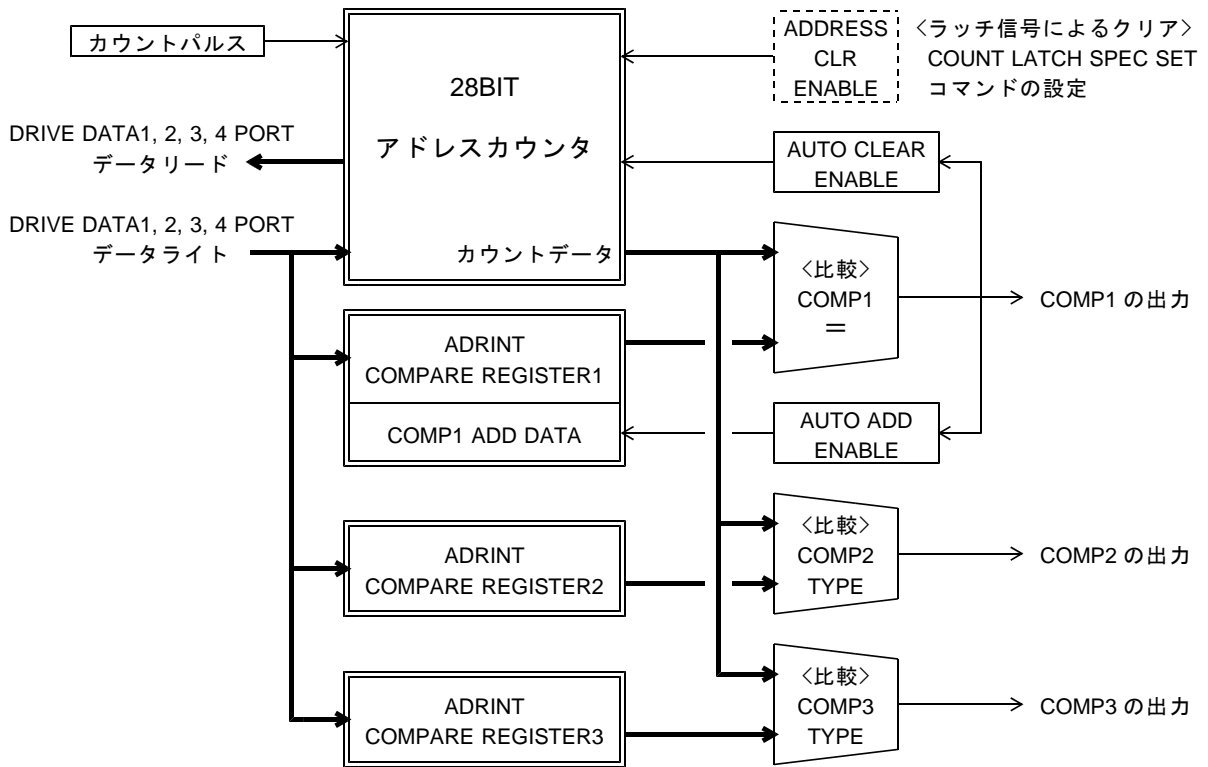 カウントパルス
28BIT
アドレスカウンタ
ADDRESS
CLR
ENABLE
〈ラッチ信号によるクリア〉
COUNT LATCH SPEC SET
コマンドの設定
DRIVE DATA1, 2, 3, 4 PORT
データリード
AUTO CLEAR
ENABLE
DRIVE DATA1, 2, 3, 4 PORT
データライト
カウントデータ
〈比較〉
COMP1
＝
COMP1 の出力
ADRINT
COMPARE REGISTER1
COMP1 ADD DATA
AUTO ADD
ENABLE
ADRINT
COMPARE REGISTER2
〈比較〉
COMP2
TYPE
COMP2 の出力
ADRINT
COMPARE REGISTER3
〈比較〉
COMP3
TYPE
COMP3 の出力